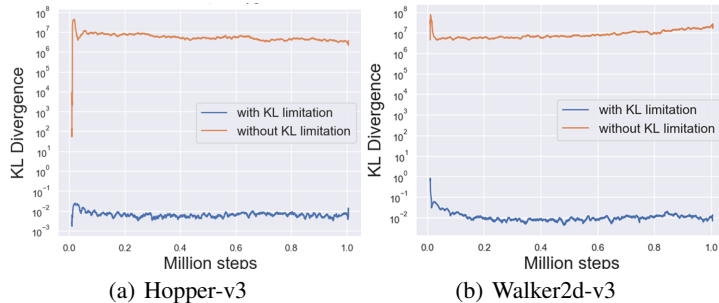 10^8
10^7
10^6
10^5
10^4
10^3
10^2
10^1
10^0
10^-1
10^-2
10^-3
KL Divergence
with KL limitation
without KL limitation
0.0 0.2 0.4 0.6 0.8 1.0
Million steps
(a) Hopper-v3
10^8
10^7
10^6
10^5
10^4
10^3
10^2
10^1
10^0
10^-1
10^-2
KL Divergence
with KL limitation
without KL limitation
0.0 0.2 0.4 0.6 0.8 1.0
Million steps
(b) Walker2d-v3